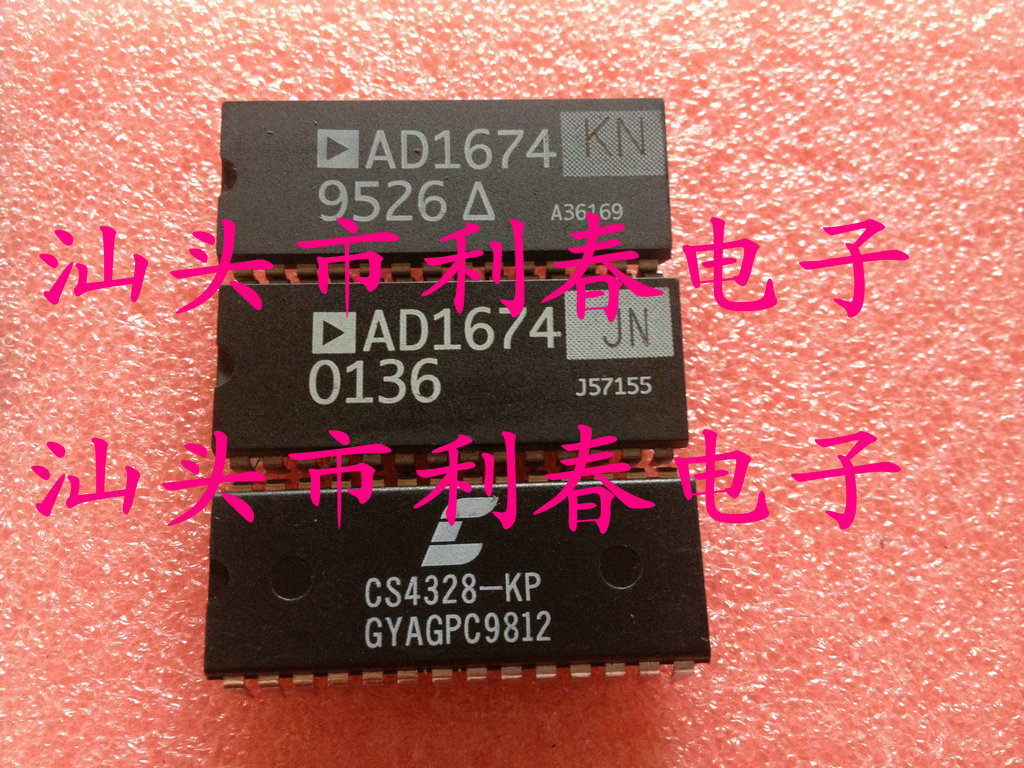 AD1674 KN
9526 Δ A36169
汕头市利春电子
AD1674 JN
0136 J57155
汕头市利春电子
CS4328-KP
GYAGPC9812